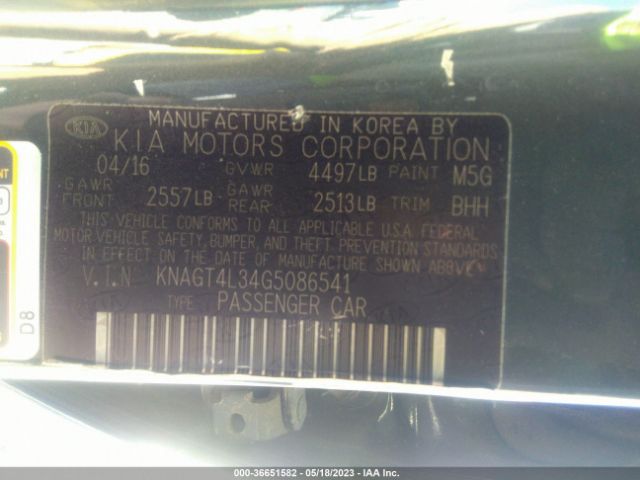 MANUFACTURED IN KOREA BY
KIA KIA MOTORS CORPORATION
04/16 GVWR 4497LB PAINT M5G
GAWR FRONT 2557LB GAWR REAR 2513LB TRIM BHH
THIS VEHICLE CONFORMS TO ALL APPLICABLE U.S.A. FEDERAL
MOTOR VEHICLE SAFETY, BUMPER, AND THEFT PREVENTION STANDARDS
IN EFFECT ON THE DATE OF MANUFACTURE SHOWN ABOVE.
V.I.N KNAGT4L34G5086541
TYPE PASSENGER CAR
D8
000-36651582 - 05/18/2023 - IAAI.COM